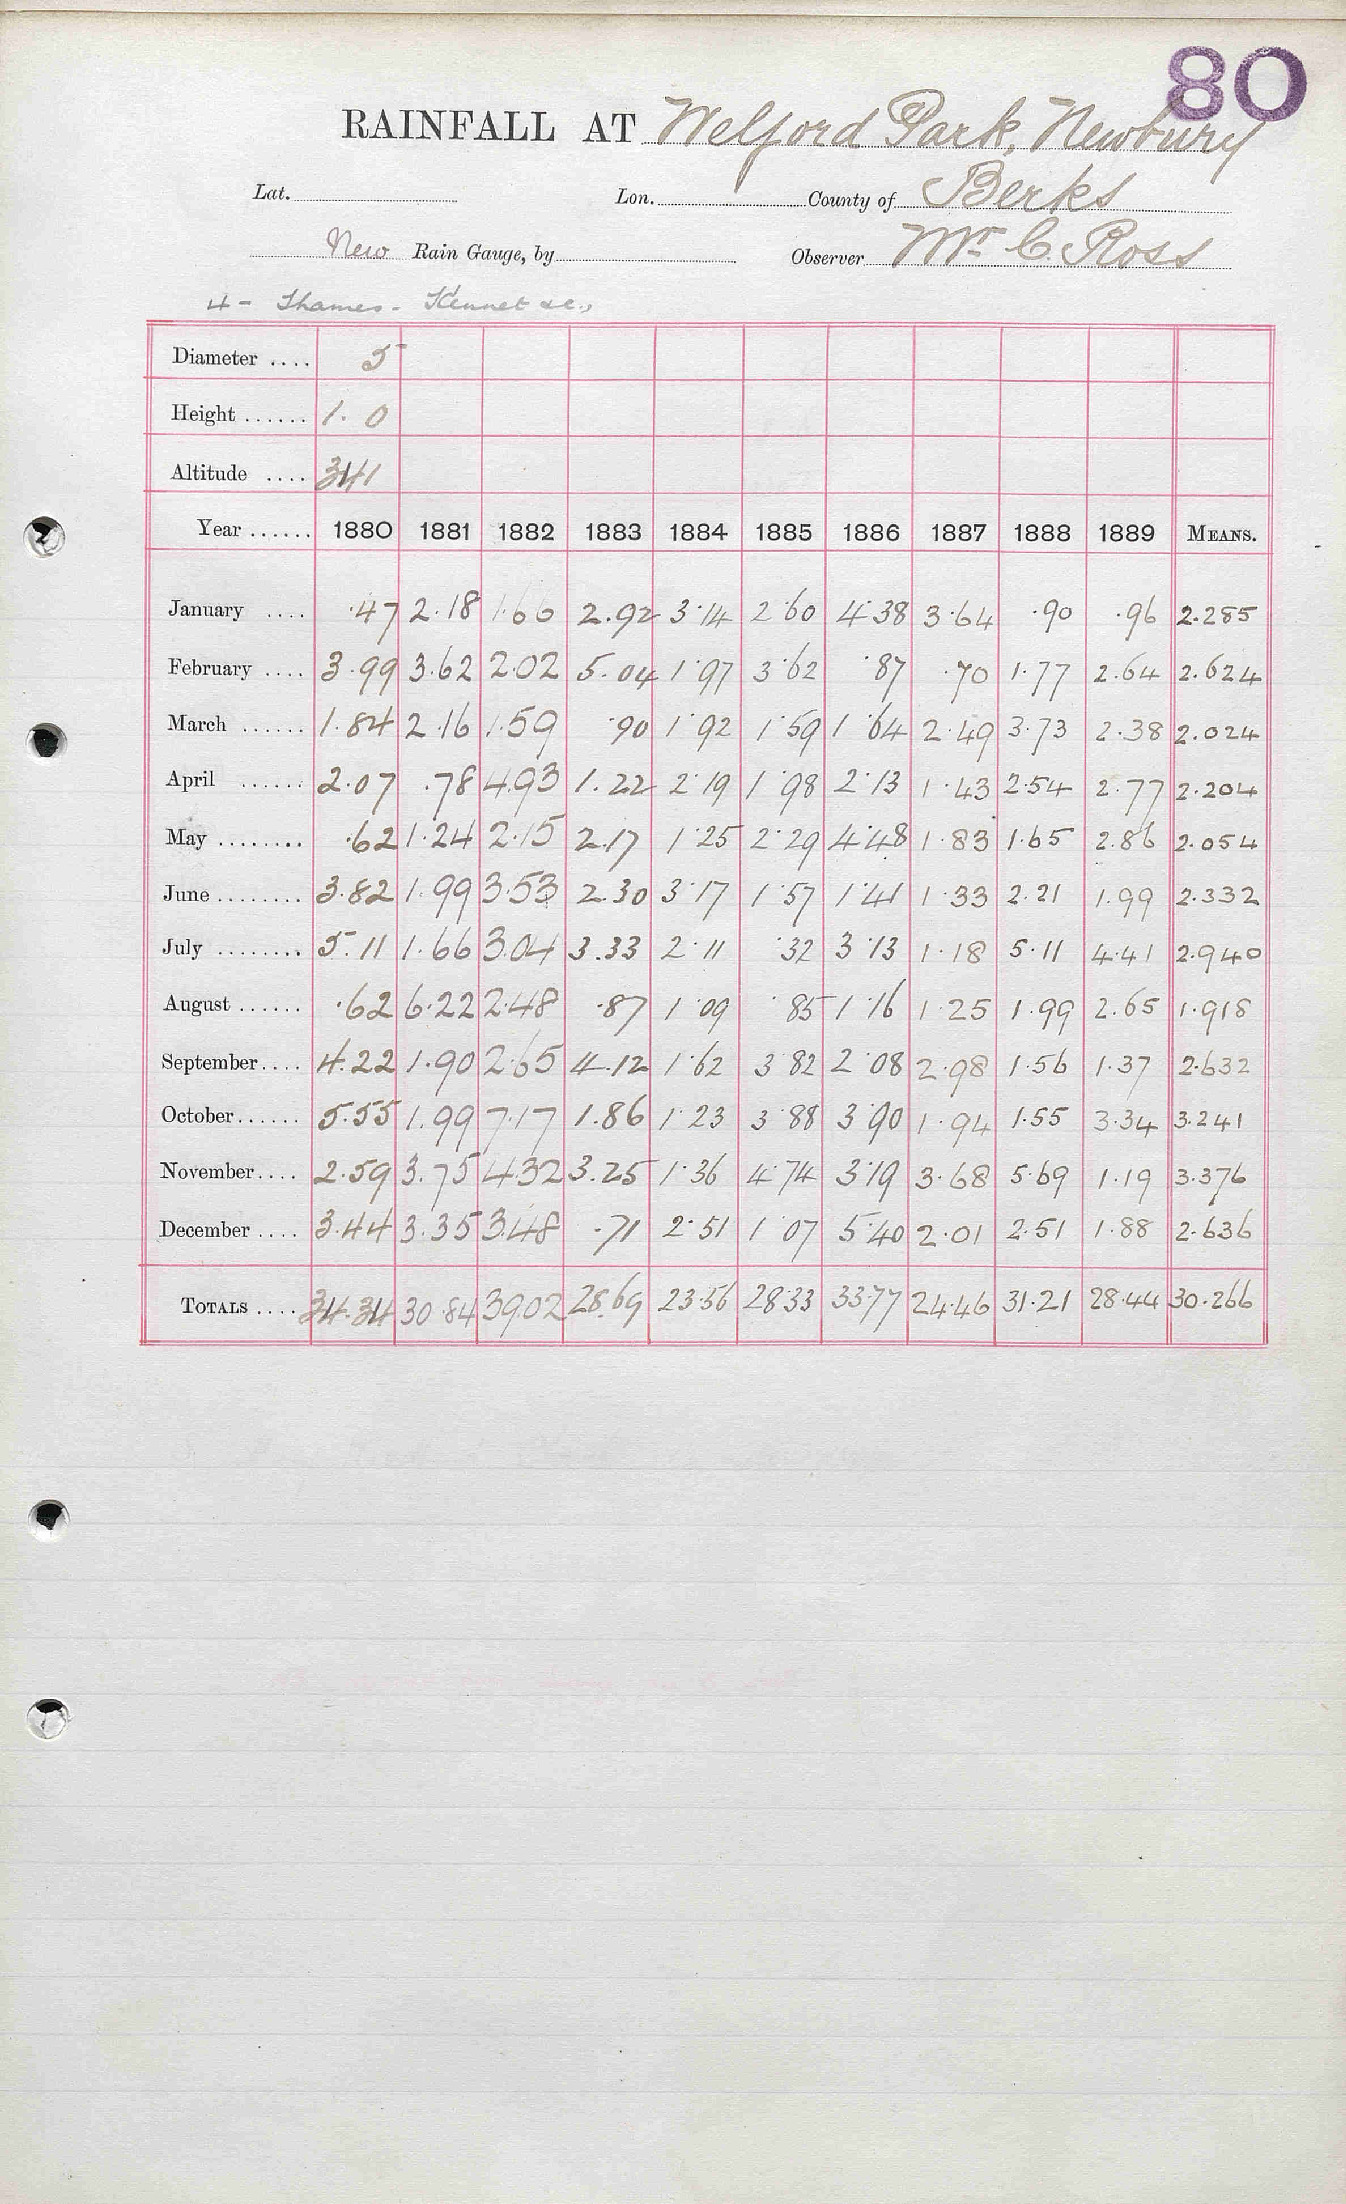 80
RAINFALL AT Welford Park, Newbury
Lat. Lon. County of Berks
New Rain Gauge, by Observer Mr C. Ross
4 - Thames - Kennet &c.,
Diameter .... 5
Height ...... 1. 0
Altitude .... 341
Year ...... 1880 1881 1882 1883 1884 1885 1886 1887 1888 1889 MEANS.
January .... .47 2.18 1.66 2.92 3.14 2.60 4.38 3.64 .90 .96 2.285
February .... 3.99 3.62 2.02 5.04 1.97 3.62 .87 .70 1.77 2.64 2.624
March ...... 1.84 2.16 1.59 .90 1.92 1.59 1.64 2.49 3.73 2.38 2.024
April ...... 2.07 .78 4.93 1.22 2.19 1.98 2.13 1.43 2.54 2.77 2.204
May ........ .62 1.24 2.15 2.17 1.25 2.29 4.48 1.83 1.65 2.86 2.054
June ........ 3.82 1.99 3.53 2.30 3.17 1.57 1.41 1.33 2.21 1.99 2.332
July ........ 5.11 1.66 3.04 3.33 2.11 .32 3.13 1.18 5.11 4.41 2.940
August ...... .62 6.22 2.48 .87 1.09 .85 1.16 1.25 1.99 2.65 1.918
September .... 4.22 1.90 2.65 4.12 1.62 3.82 2.08 2.98 1.56 1.37 2.632
October ...... 5.55 1.99 7.17 1.86 1.23 3.88 3.90 1.94 1.55 3.34 3.241
November .... 2.59 3.75 4.32 3.25 1.36 4.74 3.19 3.68 5.69 1.19 3.376
December .... 3.44 3.35 3.48 .71 2.51 1.07 5.40 2.01 2.51 1.88 2.636
TOTALS .... 34.34 30.84 39.02 28.69 23.56 28.33 33.77 24.46 31.21 28.44 30.266